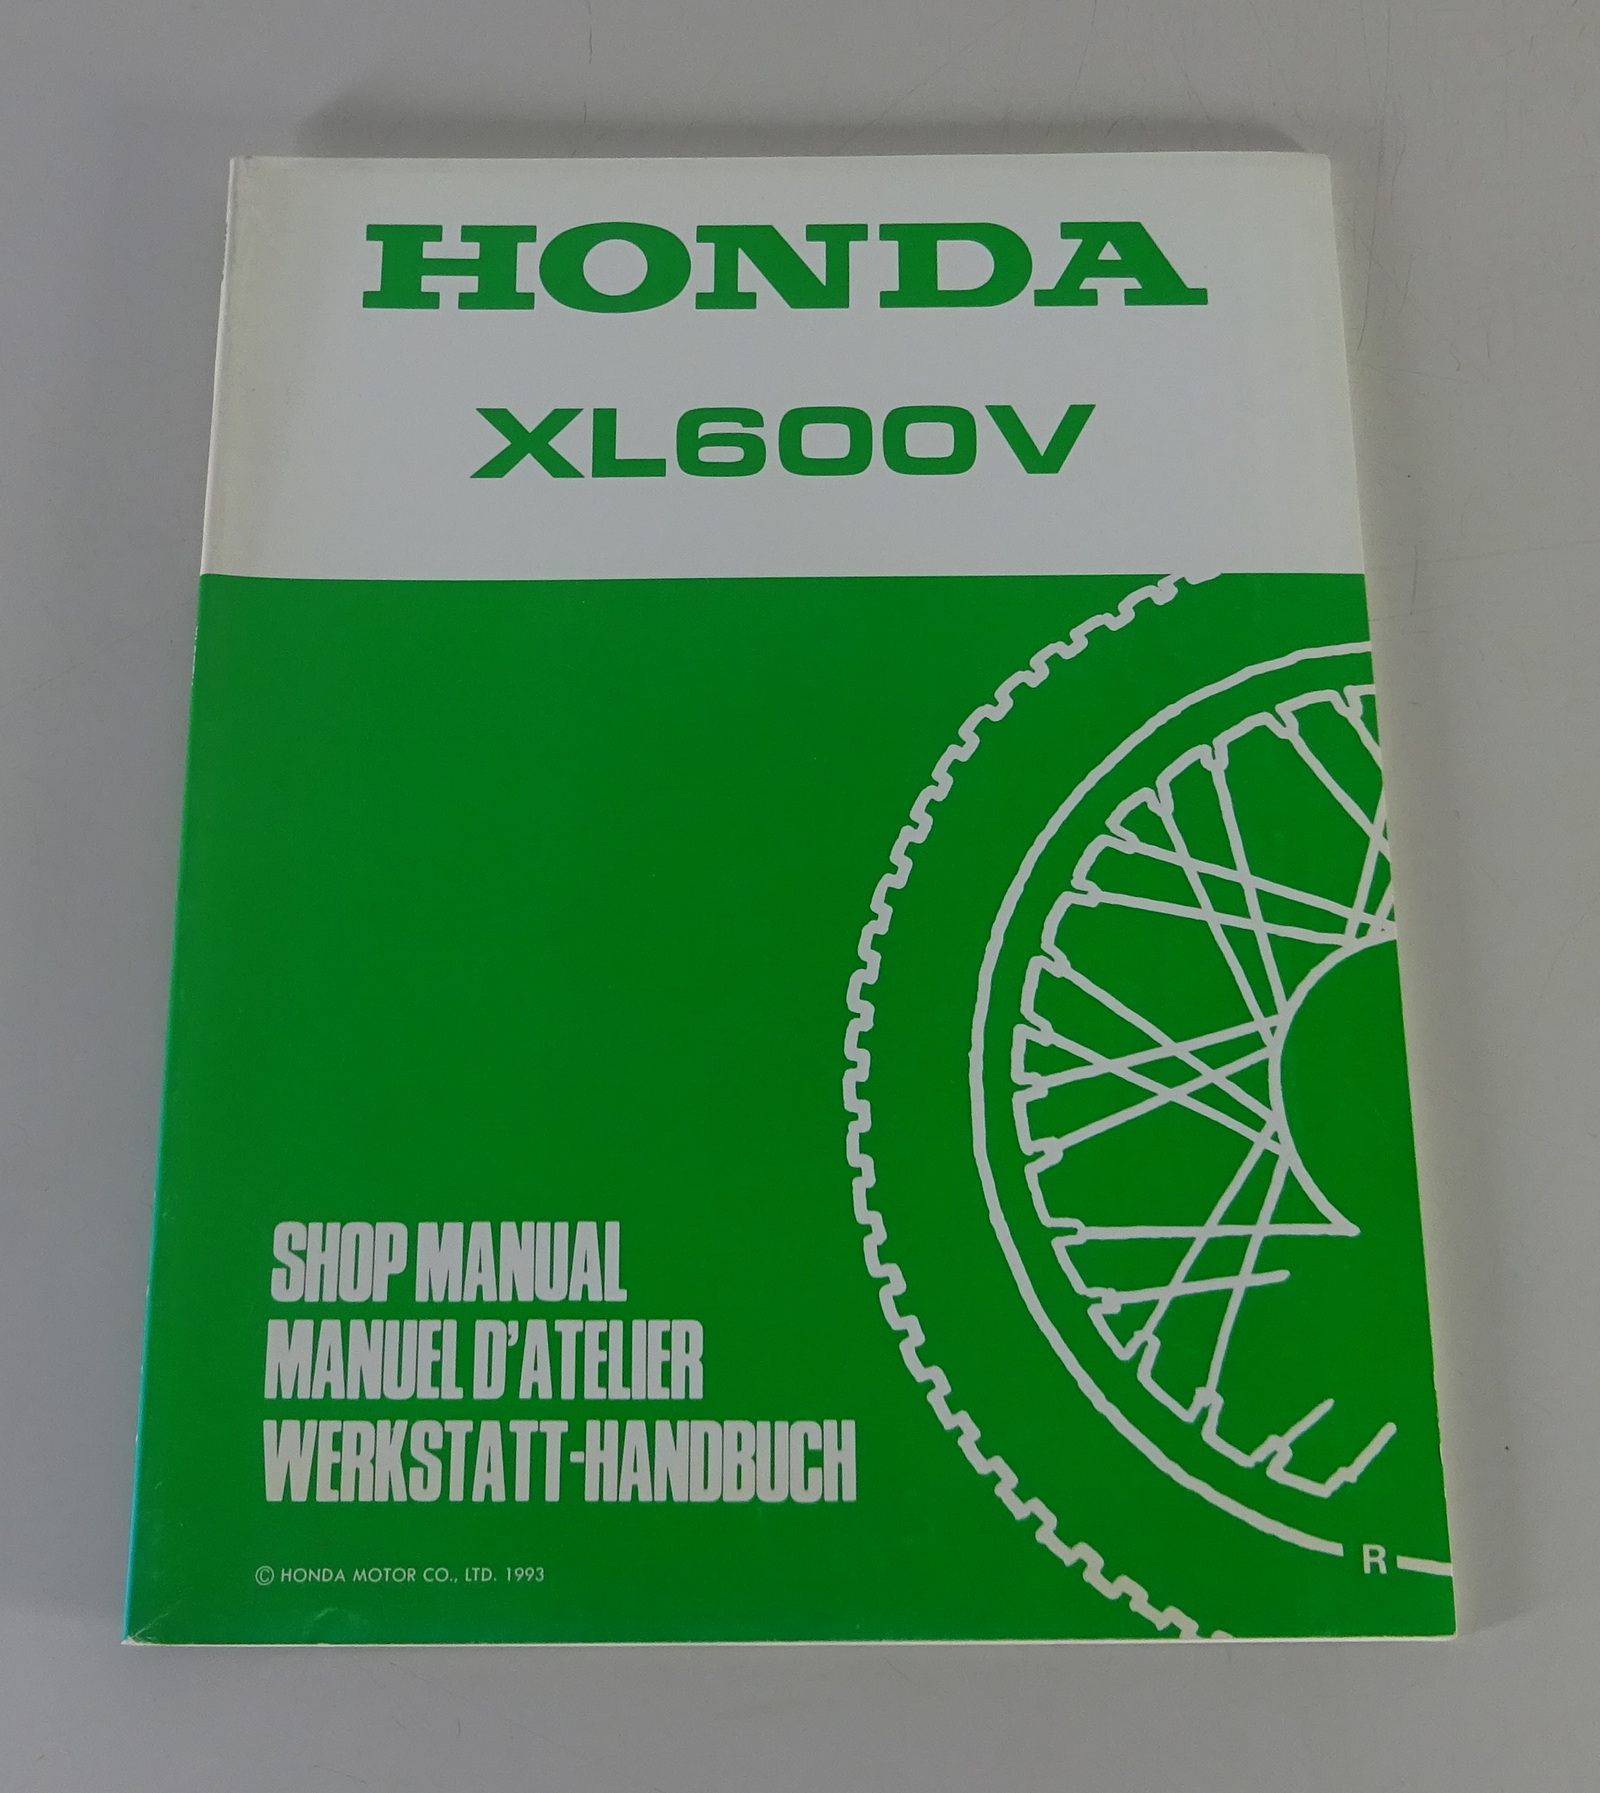 HONDA
XL600V
SHOP MANUAL
MANUEL D'ATELIER
WERKSTATT-HANDBUCH
© HONDA MOTOR CO., LTD. 1993
R